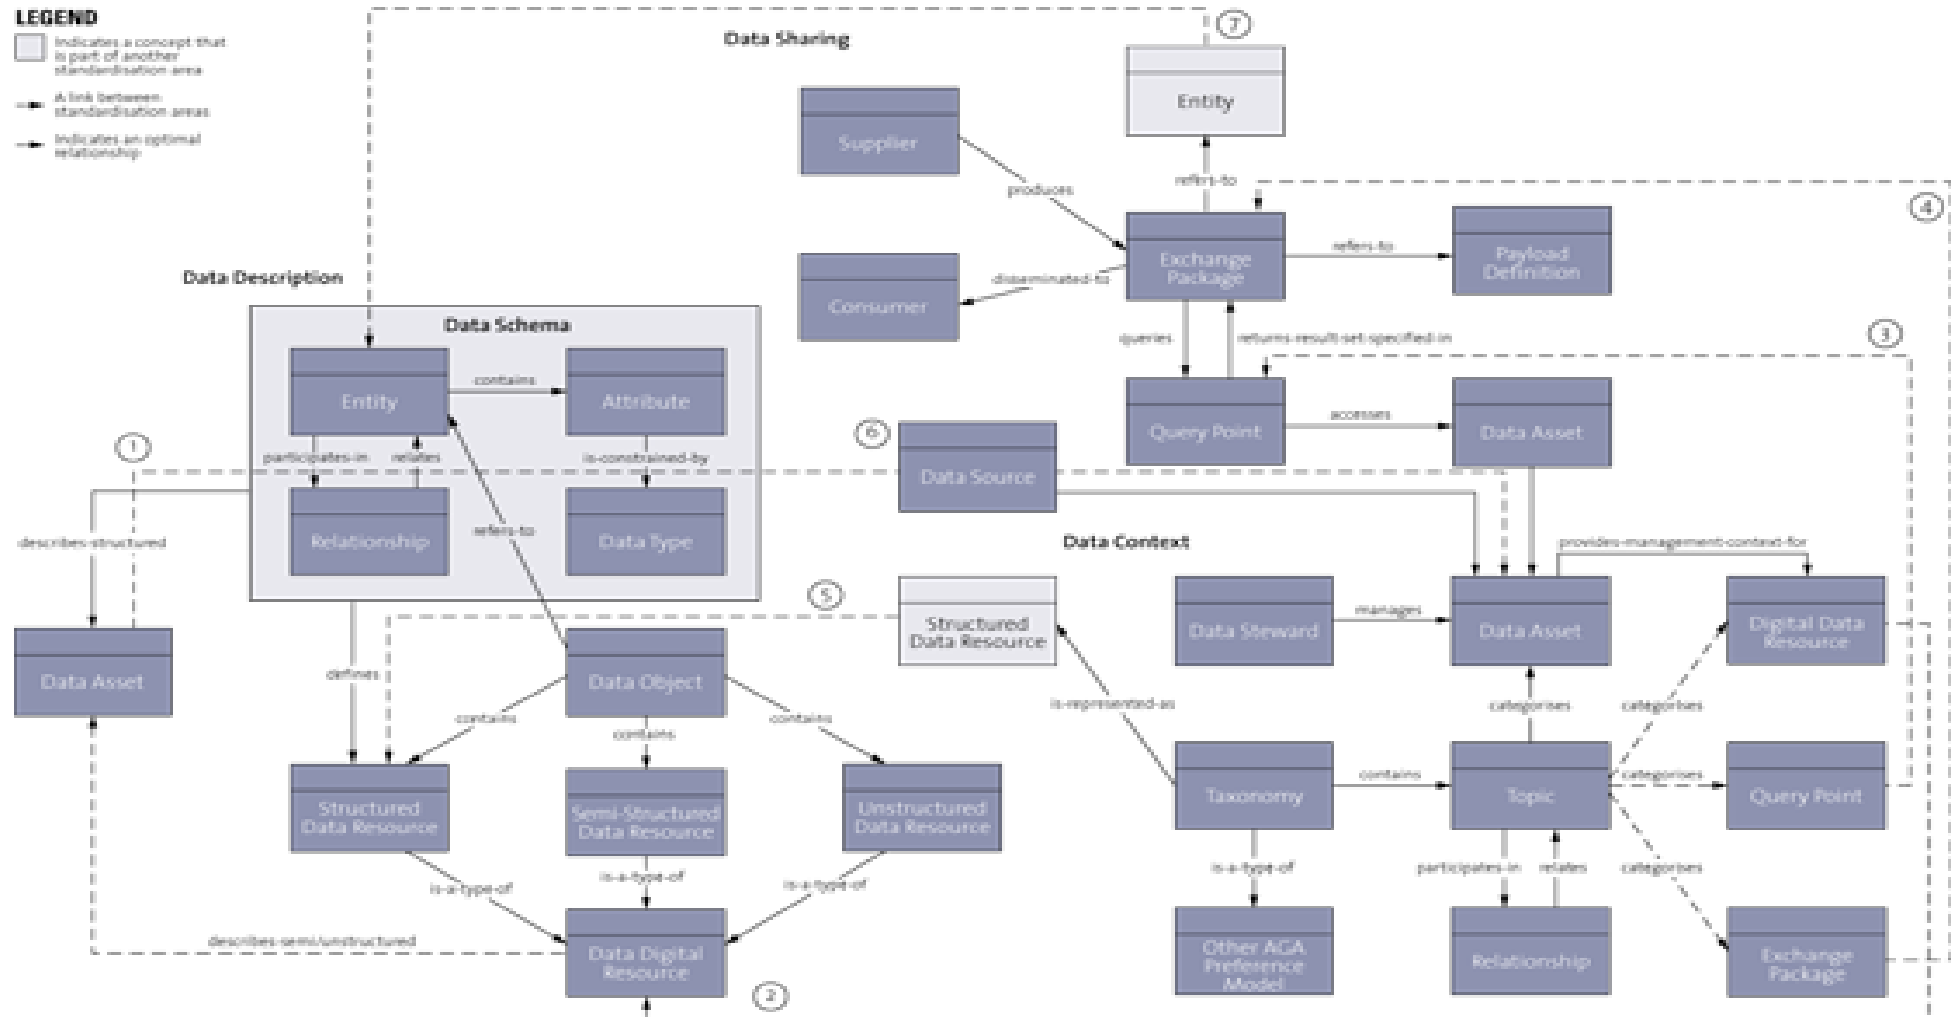 LEGEND
Indicates a concept that
is part of another
standardisation area
A link between
standardisation areas
Indicates an optimal
relationship
Data Sharing
7
Entity
Supplier
produces
refers-to
4
Exchange
Package
refers-to
Payload
Definition
Consumer
disseminated-to
queries
returns-result-set-specified-in
3
Data Description
Data Schema
Entity
contains
Attribute
participates-in
relates
is-constrained-by
Relationship
refers-to
Data Type
1
6
Data Source
Query Point
accesses
Data Asset
describes-structured
Data Asset
defines
5
Data Object
contains
contains
contains
Structured
Data Resource
Semi-Structured
Data Resource
Unstructured
Data Resource
is-a-type-of
is-a-type-of
is-a-type-of
describes-semi/unstructured
Data Digital
Resource
2
Data Context
provides-management-context-for
Structured
Data Resource
Data Steward
manages
Data Asset
Digital Data
Resource
is-represented-as
categorises
categorises
Taxonomy
contains
Topic
categorises
Query Point
is-a-type-of
participates-in
relates
categorises
Other AGA
Preference
Model
Relationship
Exchange
Package